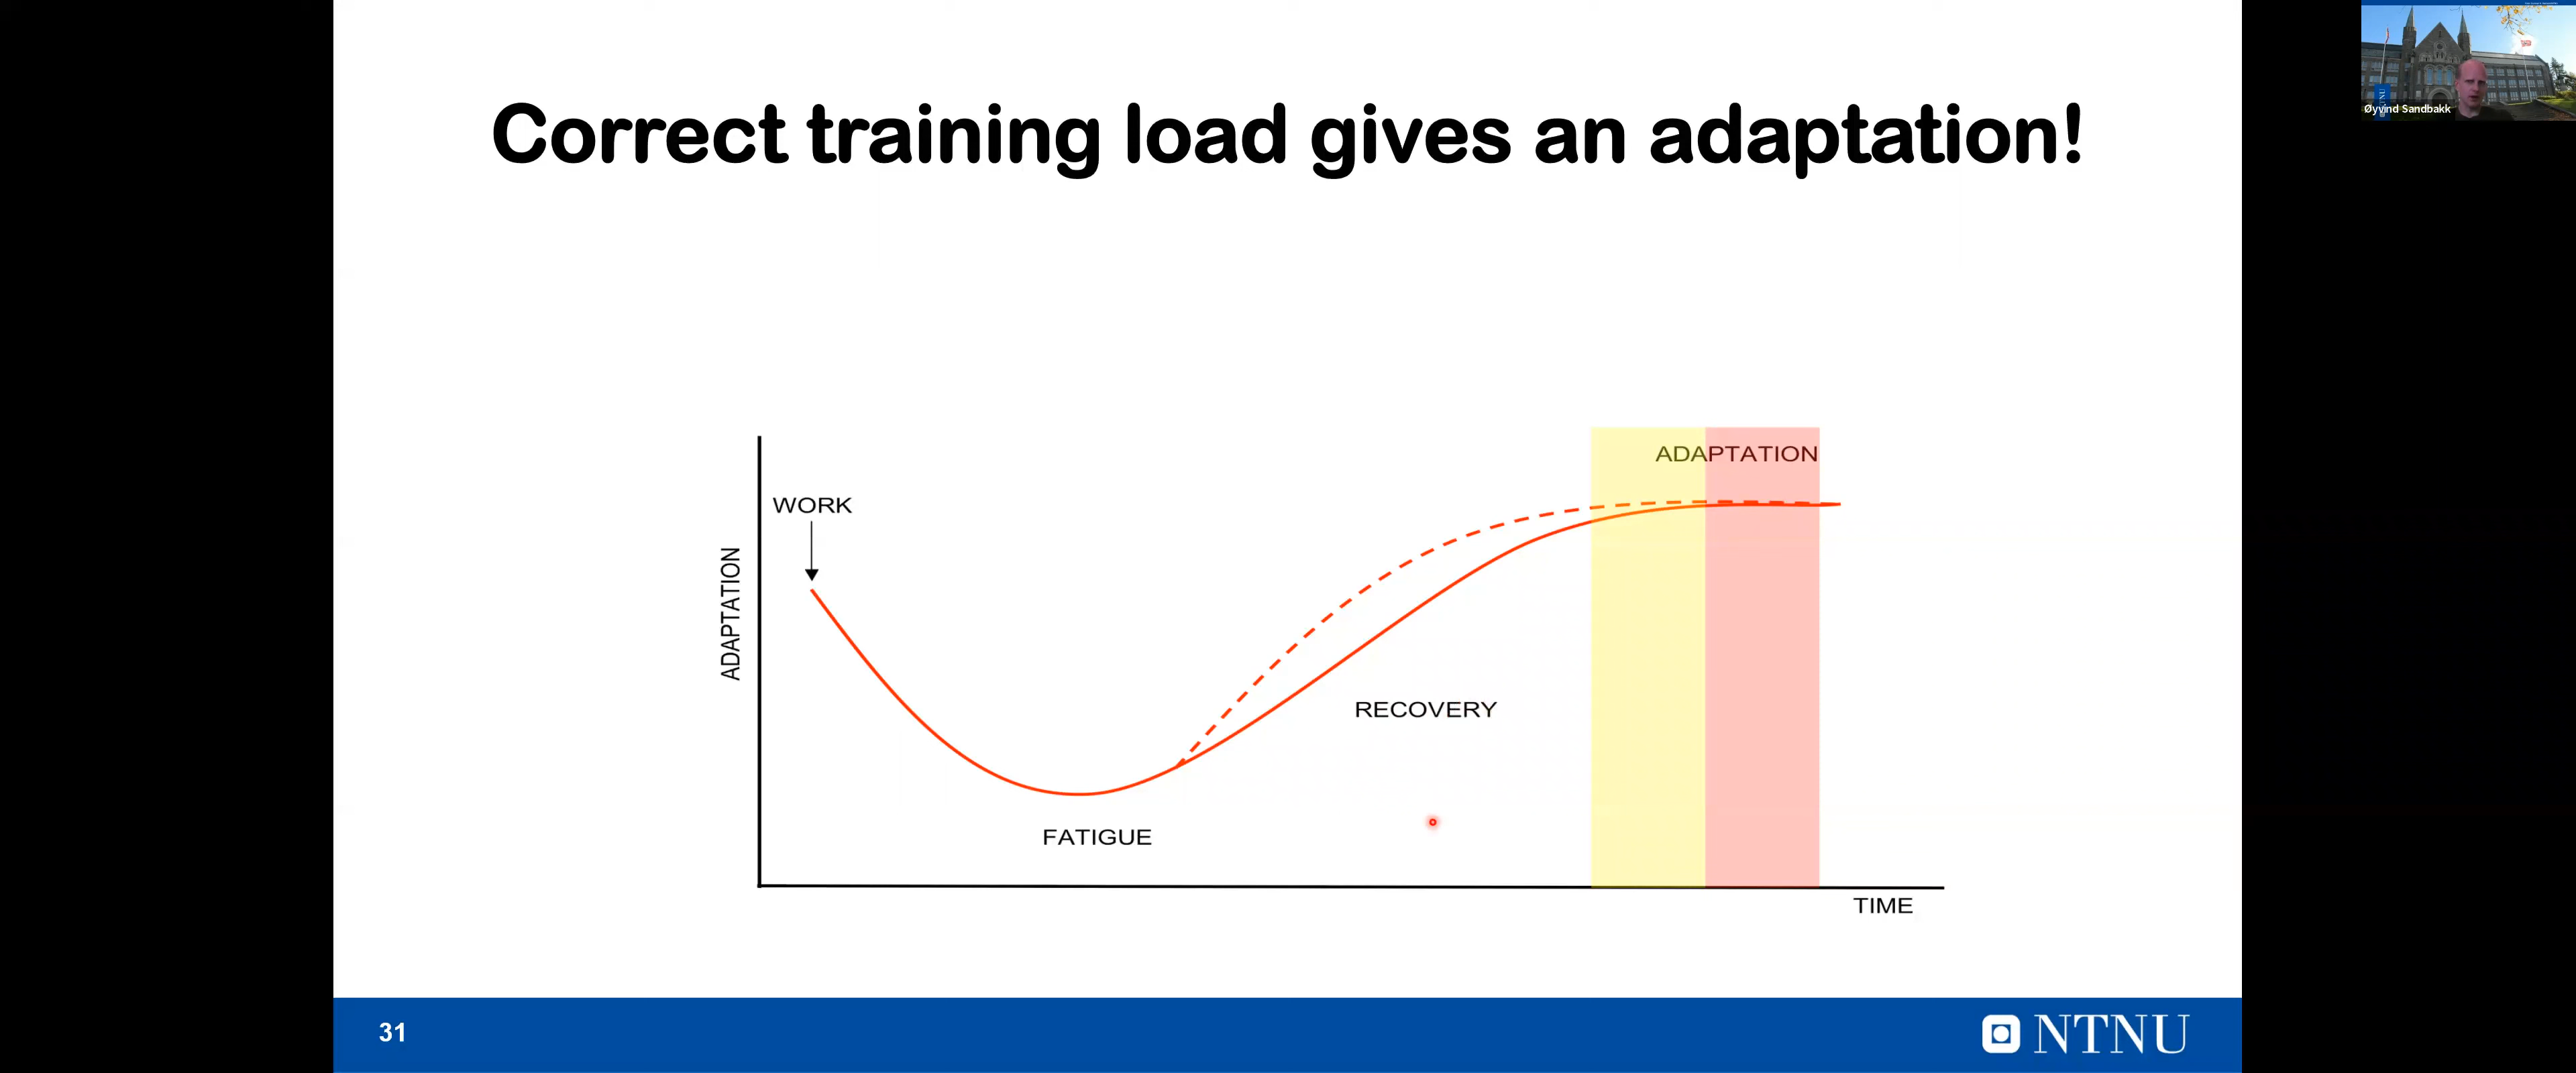 Correct training load gives an adaptation!
Øyvind Sandbakk
ADAPTATION
WORK
ADAPTATION
RECOVERY
FATIGUE
TIME
31
NTNU